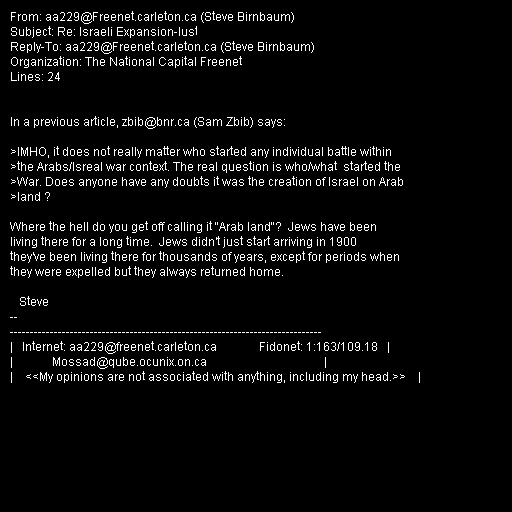 From: aa229@Freenet.carleton.ca (Steve Birnbaum)
Subject: Re: Israeli Expansion-lust
Reply-To: aa229@Freenet.carleton.ca (Steve Birnbaum)
Organization: The National Capital Freenet
Lines: 24

In a previous article, zbib@bnr.ca (Sam Zbib) says:

>IMHO, it does not really matter who started any individual battle within
>the Arabs/Isreal war context. The real question is who/what  started the
>War. Does anyone have any doubts it was the creation of Israel on Arab
>land ?

Where the hell do you get off calling it "Arab land"?  Jews have been
living there for a long time.  Jews didn't just start arriving in 1900
they've been living there for thousands of years, except for periods when
they were expelled but they always returned home.

   Steve
--
------------------------------------------------------------------------------
|   Internet: aa229@freenet.carleton.ca              Fidonet: 1:163/109.18   |
|             Mossad@qube.ocunix.on.ca                                       |
|    <<My opinions are not associated with anything, including my head.>>    |